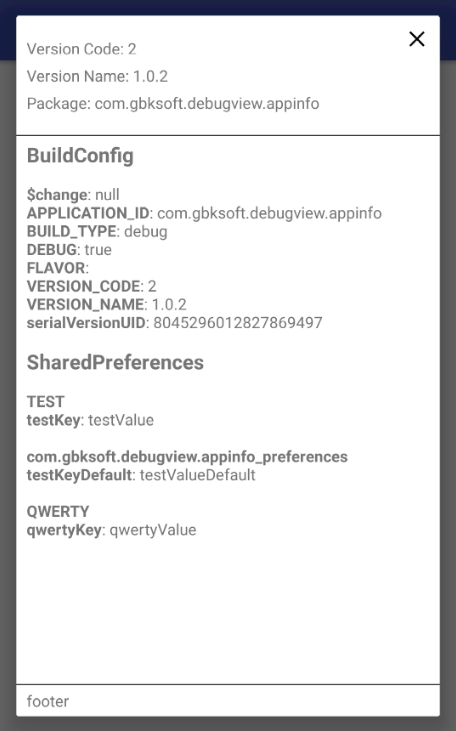 Version Code: 2
Version Name: 1.0.2
Package: com.gbksoft.debugview.appinfo
BuildConfig
$change: null
APPLICATION_ID: com.gbksoft.debugview.appinfo
BUILD_TYPE: debug
DEBUG: true
FLAVOR:
VERSION_CODE: 2
VERSION_NAME: 1.0.2
serialVersionUID: 8045296012827869497
SharedPreferences
TEST
testKey: testValue
com.gbksoft.debugview.appinfo_preferences
testKeyDefault: testValueDefault
QWERTY
qwertyKey: qwertyValue
footer